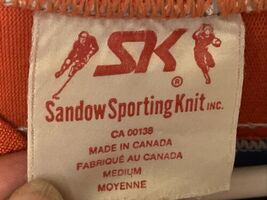 SK
®
Sandow Sporting Knit INC.
CA 00138
MADE IN CANADA
FABRIQUÉ AU CANADA
MEDIUM
MOYENNE